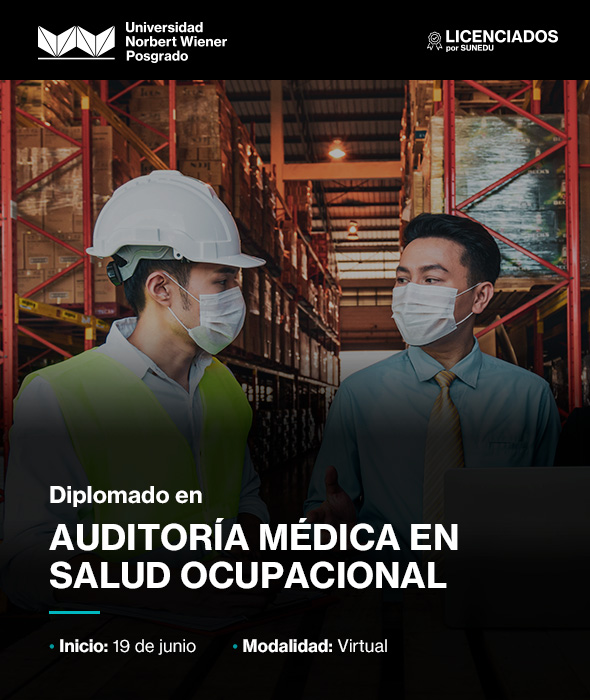 Universidad
Norbert Wiener
Posgrado
LICENCIADOS
por SUNEDU
Diplomado en
AUDITORÍA MÉDICA EN
SALUD OCUPACIONAL
• Inicio: 19 de junio • Modalidad: Virtual